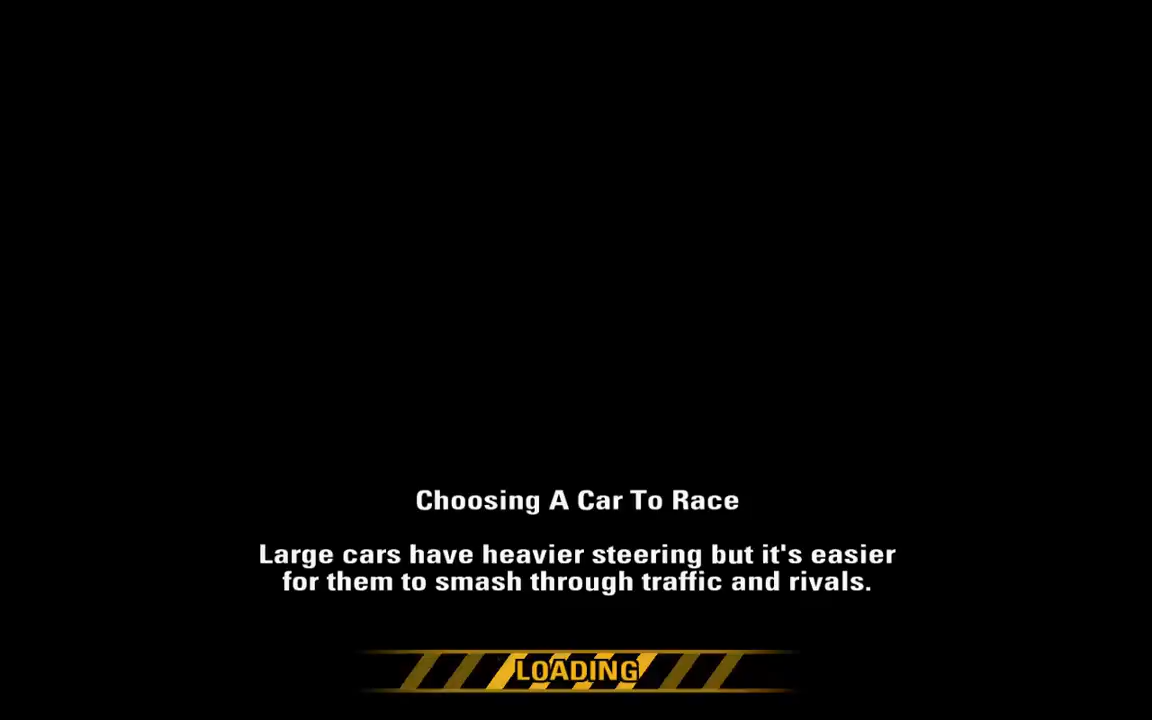 Choosing A Car To Race
Large cars have heavier steering but it's easier
for them to smash through traffic and rivals.
LOADING